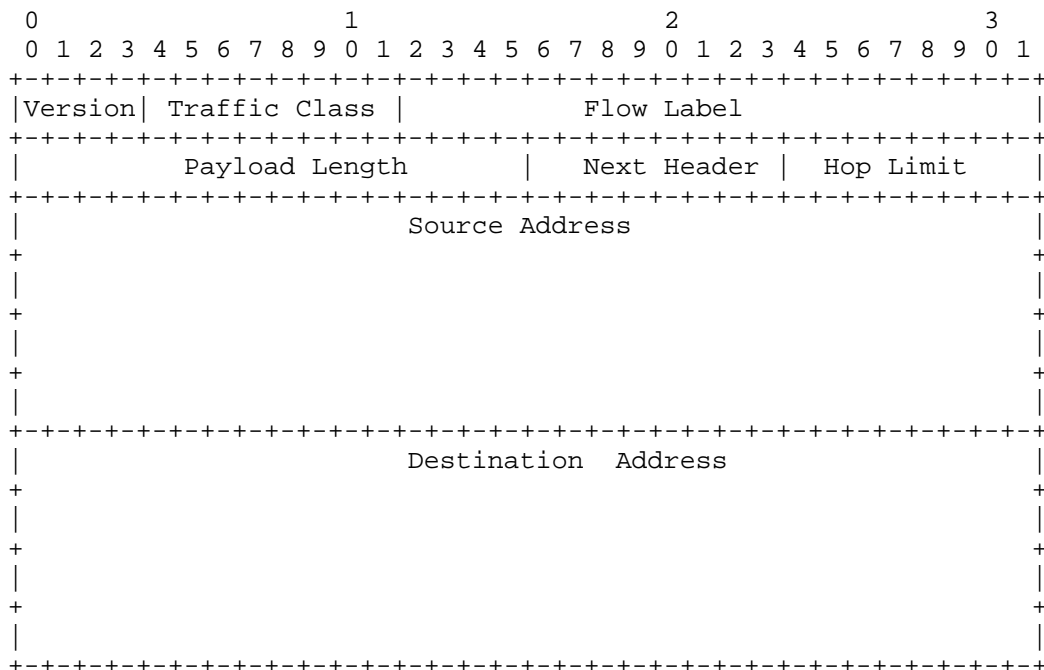 0                   1                   2                   3
 0 1 2 3 4 5 6 7 8 9 0 1 2 3 4 5 6 7 8 9 0 1 2 3 4 5 6 7 8 9 0 1
+-+-+-+-+-+-+-+-+-+-+-+-+-+-+-+-+-+-+-+-+-+-+-+-+-+-+-+-+-+-+-+-+
|Version| Traffic Class |           Flow Label                  |
+-+-+-+-+-+-+-+-+-+-+-+-+-+-+-+-+-+-+-+-+-+-+-+-+-+-+-+-+-+-+-+-+
|          Payload Length       |   Next Header |  Hop Limit    |
+-+-+-+-+-+-+-+-+-+-+-+-+-+-+-+-+-+-+-+-+-+-+-+-+-+-+-+-+-+-+-+-+
|                        Source Address                         |
+                                                               +
|                                                               |
+                                                               +
|                                                               |
+                                                               +
|                                                               |
+-+-+-+-+-+-+-+-+-+-+-+-+-+-+-+-+-+-+-+-+-+-+-+-+-+-+-+-+-+-+-+-+
|                        Destination  Address                   |
+                                                               +
|                                                               |
+                                                               +
|                                                               |
+                                                               +
|                                                               |
+-+-+-+-+-+-+-+-+-+-+-+-+-+-+-+-+-+-+-+-+-+-+-+-+-+-+-+-+-+-+-+-+